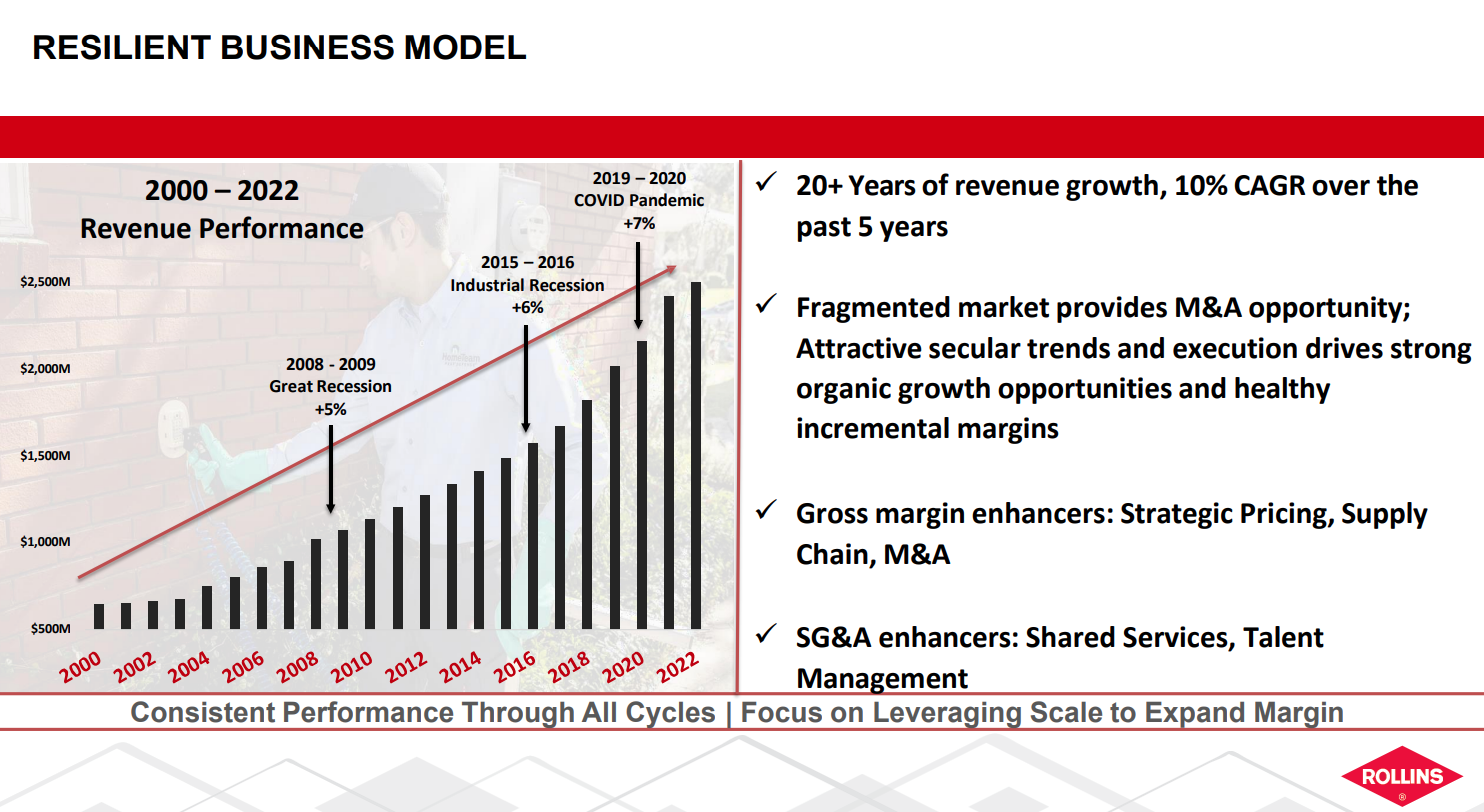 RESILIENT BUSINESS MODEL
2000 – 2022
Revenue Performance
2019 – 2020
COVID Pandemic
+7%
2015 – 2016
Industrial Recession
+6%
2008 - 2009
Great Recession
+5%
$2,500M
$2,000M
$1,500M
$1,000M
$500M
2000 2002 2004 2006 2008 2010 2012 2014 2016 2018 2020 2022
✓ 20+ Years of revenue growth, 10% CAGR over the
past 5 years
✓ Fragmented market provides M&A opportunity;
Attractive secular trends and execution drives strong
organic growth opportunities and healthy
incremental margins
✓ Gross margin enhancers: Strategic Pricing, Supply
Chain, M&A
✓ SG&A enhancers: Shared Services, Talent
Management
Consistent Performance Through All Cycles | Focus on Leveraging Scale to Expand Margin
ROLLINS
®